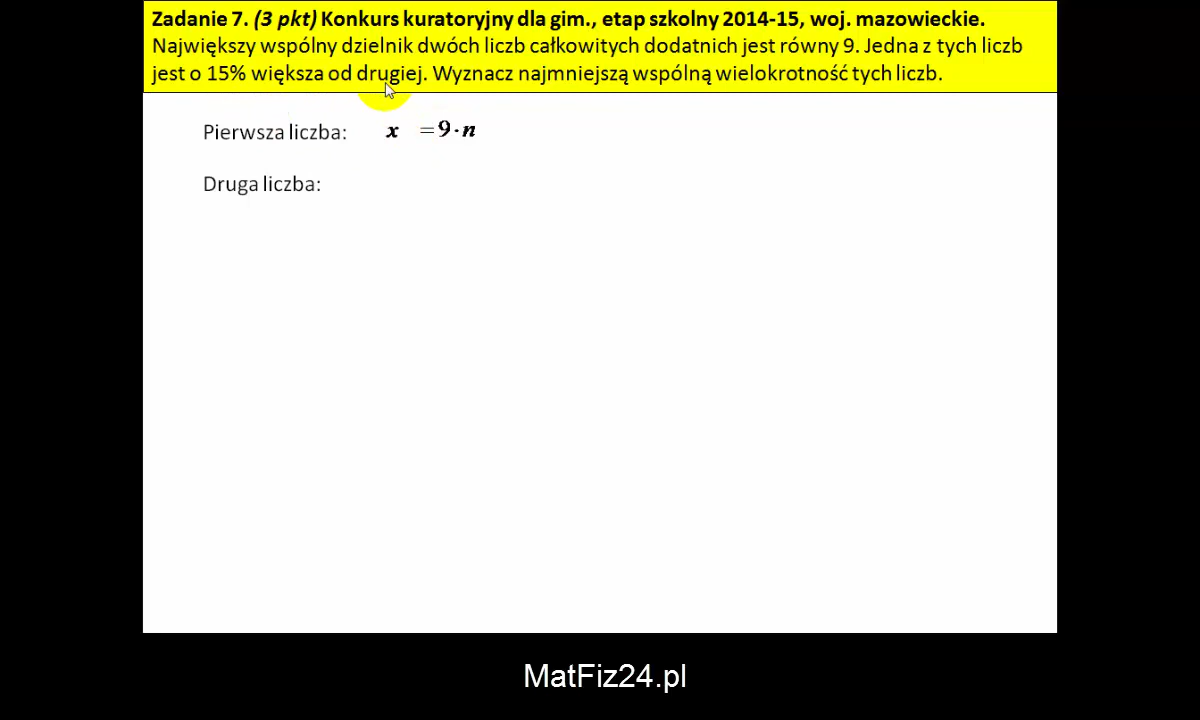 Zadanie 7. (3 pkt) Konkurs kuratoryjny dla gim., etap szkolny 2014-15, woj. mazowieckie.
Największy wspólny dzielnik dwóch liczb całkowitych dodatnich jest równy 9. Jedna z tych liczb
jest o 15% większa od drugiej. Wyznacz najmniejszą wspólną wielokrotność tych liczb.
Pierwsza liczba: x = 9 · n
Druga liczba:
MatFiz24.pl